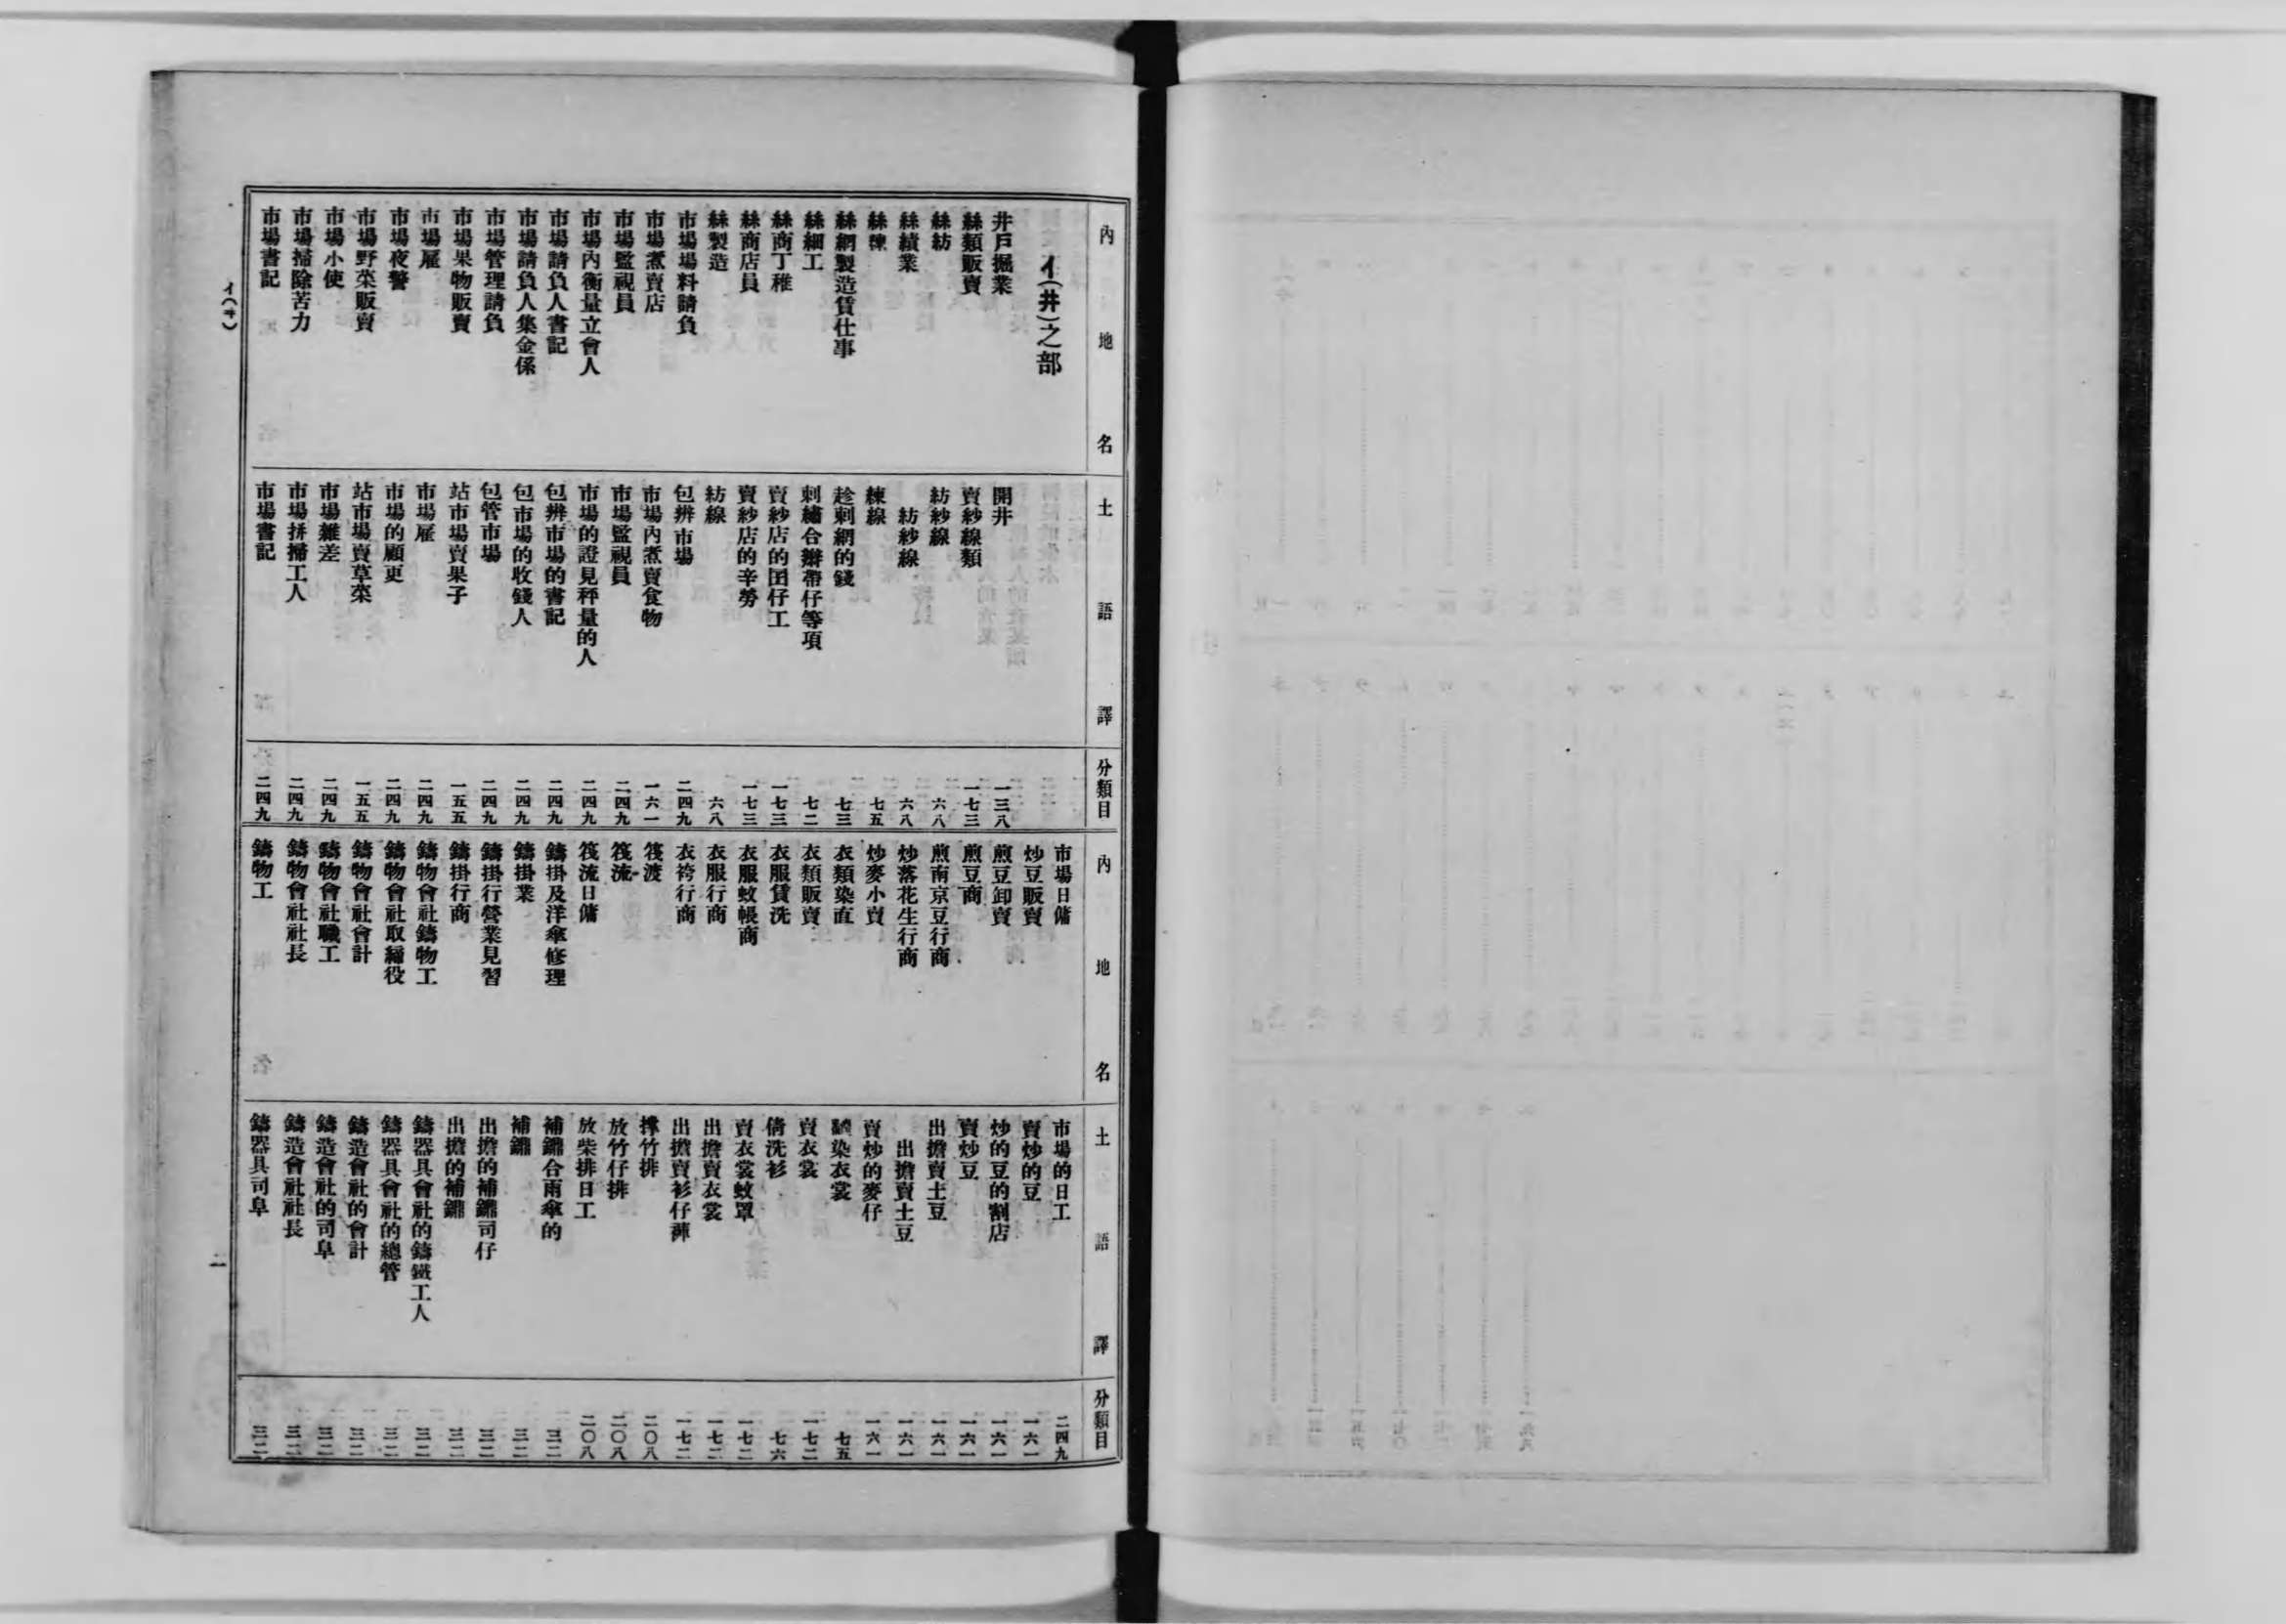 內地名
土語譯
分類目
イ(井)之部
井戶掘業 開井 一三八
絲類販賣 賣紗線類 一七三
絲紡 紡紗線 六八
絲績業 紡紗線 六八
絲練 練線 七五
絲網製造賃仕事 趁刺網的錢 七三
絲細工 刺繡合辮帶仔等項 七二
絲商丁稚 賣紗店的囝仔工 一七三
絲商店員 賣紗店的辛勞 一七三
絲製造 紡線 六八
市場場料請負 包辨市場 二四九
市場煮賣店 市場內煮賣食物 一六一
市場監視員 市場監視員 二四九
市場內衡量立會人 市場的證見秤量的人 二四九
市場請負人書記 包辨市場的書記 二四九
市場請負人集金係 包市場的收錢人 二四九
市場管理請負 包管市場 二四九
市場果物販賣 站市場賣果子 一五五
市場雇 市場雇 二四九
市場夜警 市場的顧更 二四九
市場野菜販賣 站市場賣草菜 一五五
市場小使 市場雜差 二四九
市場掃除苦力 市場拼掃工人 二四九
市場書記 市場書記 二四九
內地名
土語譯
分類目
市場日傭 市場的日工 二四九
炒豆販賣 賣炒的豆 一六一
煎豆卸賣 炒的豆的割店 一六一
煎豆商 賣炒豆 一六一
煎南京豆行商 出擔賣土豆 一六一
炒落花生行商 出擔賣土豆 一六一
炒麥小賣 賣炒的麥仔 一六一
衣類染直 染衣裳 七五
衣類販賣 賣衣裳 一七二
衣服賃洗 倩洗衫 七六
衣服蚊帳商 賣衣裳蚊罩 一七二
衣服行商 出擔賣衣裳 一七二
衣袴行商 出擔賣衫仔褲 一七二
筏渡 撑竹排 二〇八
筏流 放竹仔排 二〇八
筏流日傭 放柴排日工 二〇八
鑄掛及洋傘修理 補鑼合雨傘的 三二
鑄掛業 補鑼 三二
鑄掛行營業見習 出擔的補鑼司仔 三二
鑄掛行商 出擔的補鑼 三二
鑄物會社鑄物工 鑄器具會社的鑄鐵工人 三二
鑄物會社取締役 鑄器具會社的總管 三二
鑄物會社會計 鑄造會社的會計 三二
鑄物會社職工 鑄造會社的司阜 三二
鑄物會社社長 鑄造會社社長 三二
鑄物工 鑄器具司阜 三二
イ(井)
一